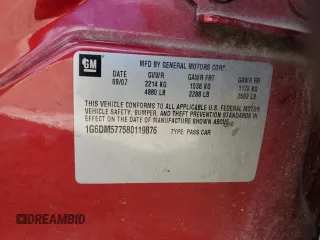 GM
MFD BY GENERAL MOTORS CORP.
DATE GVWR GAWR FRT GAWR RR
09/07 2214 KG 1038 KG 1176 KG
4880 LB 2288 LB 2592 LB
THIS VEHICLE CONFORMS TO ALL APPLICABLE U.S. FEDERAL MOTOR
VEHICLE SAFETY, BUMPER, AND THEFT PREVENTION STANDARDS
IN EFFECT ON THE DATE OF MANUFACTURE SHOWN ABOVE.
1G6DM577580119876 TYPE: PASS CAR
DREAMBID